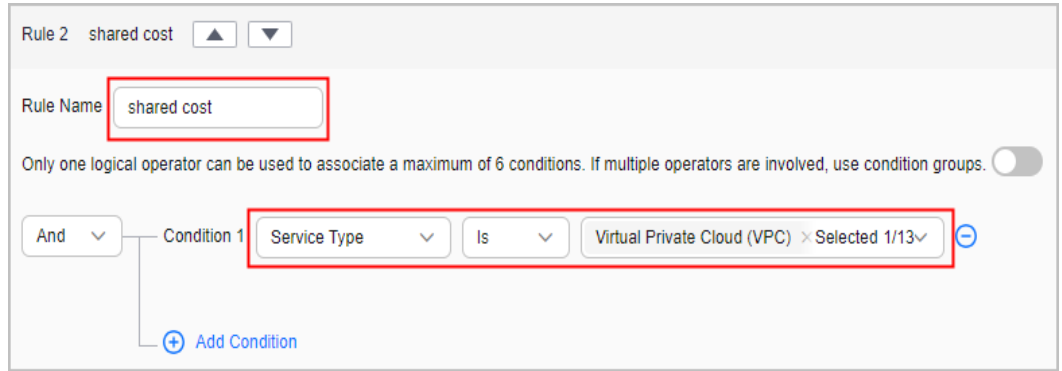 Rule 2 shared cost
Rule Name shared cost
Only one logical operator can be used to associate a maximum of 6 conditions. If multiple operators are involved, use condition groups.
And Condition 1 Service Type Is Virtual Private Cloud (VPC) × Selected 1/13
Add Condition